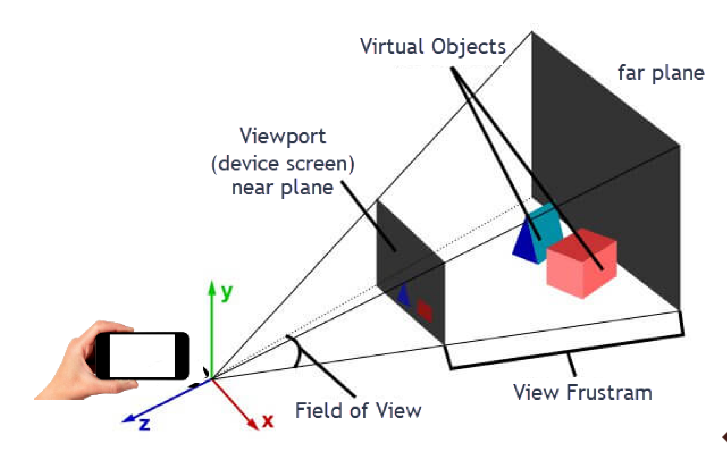 Virtual Objects
far plane
Viewport
(device screen)
near plane
y
x
z
Field of View
View Frustram